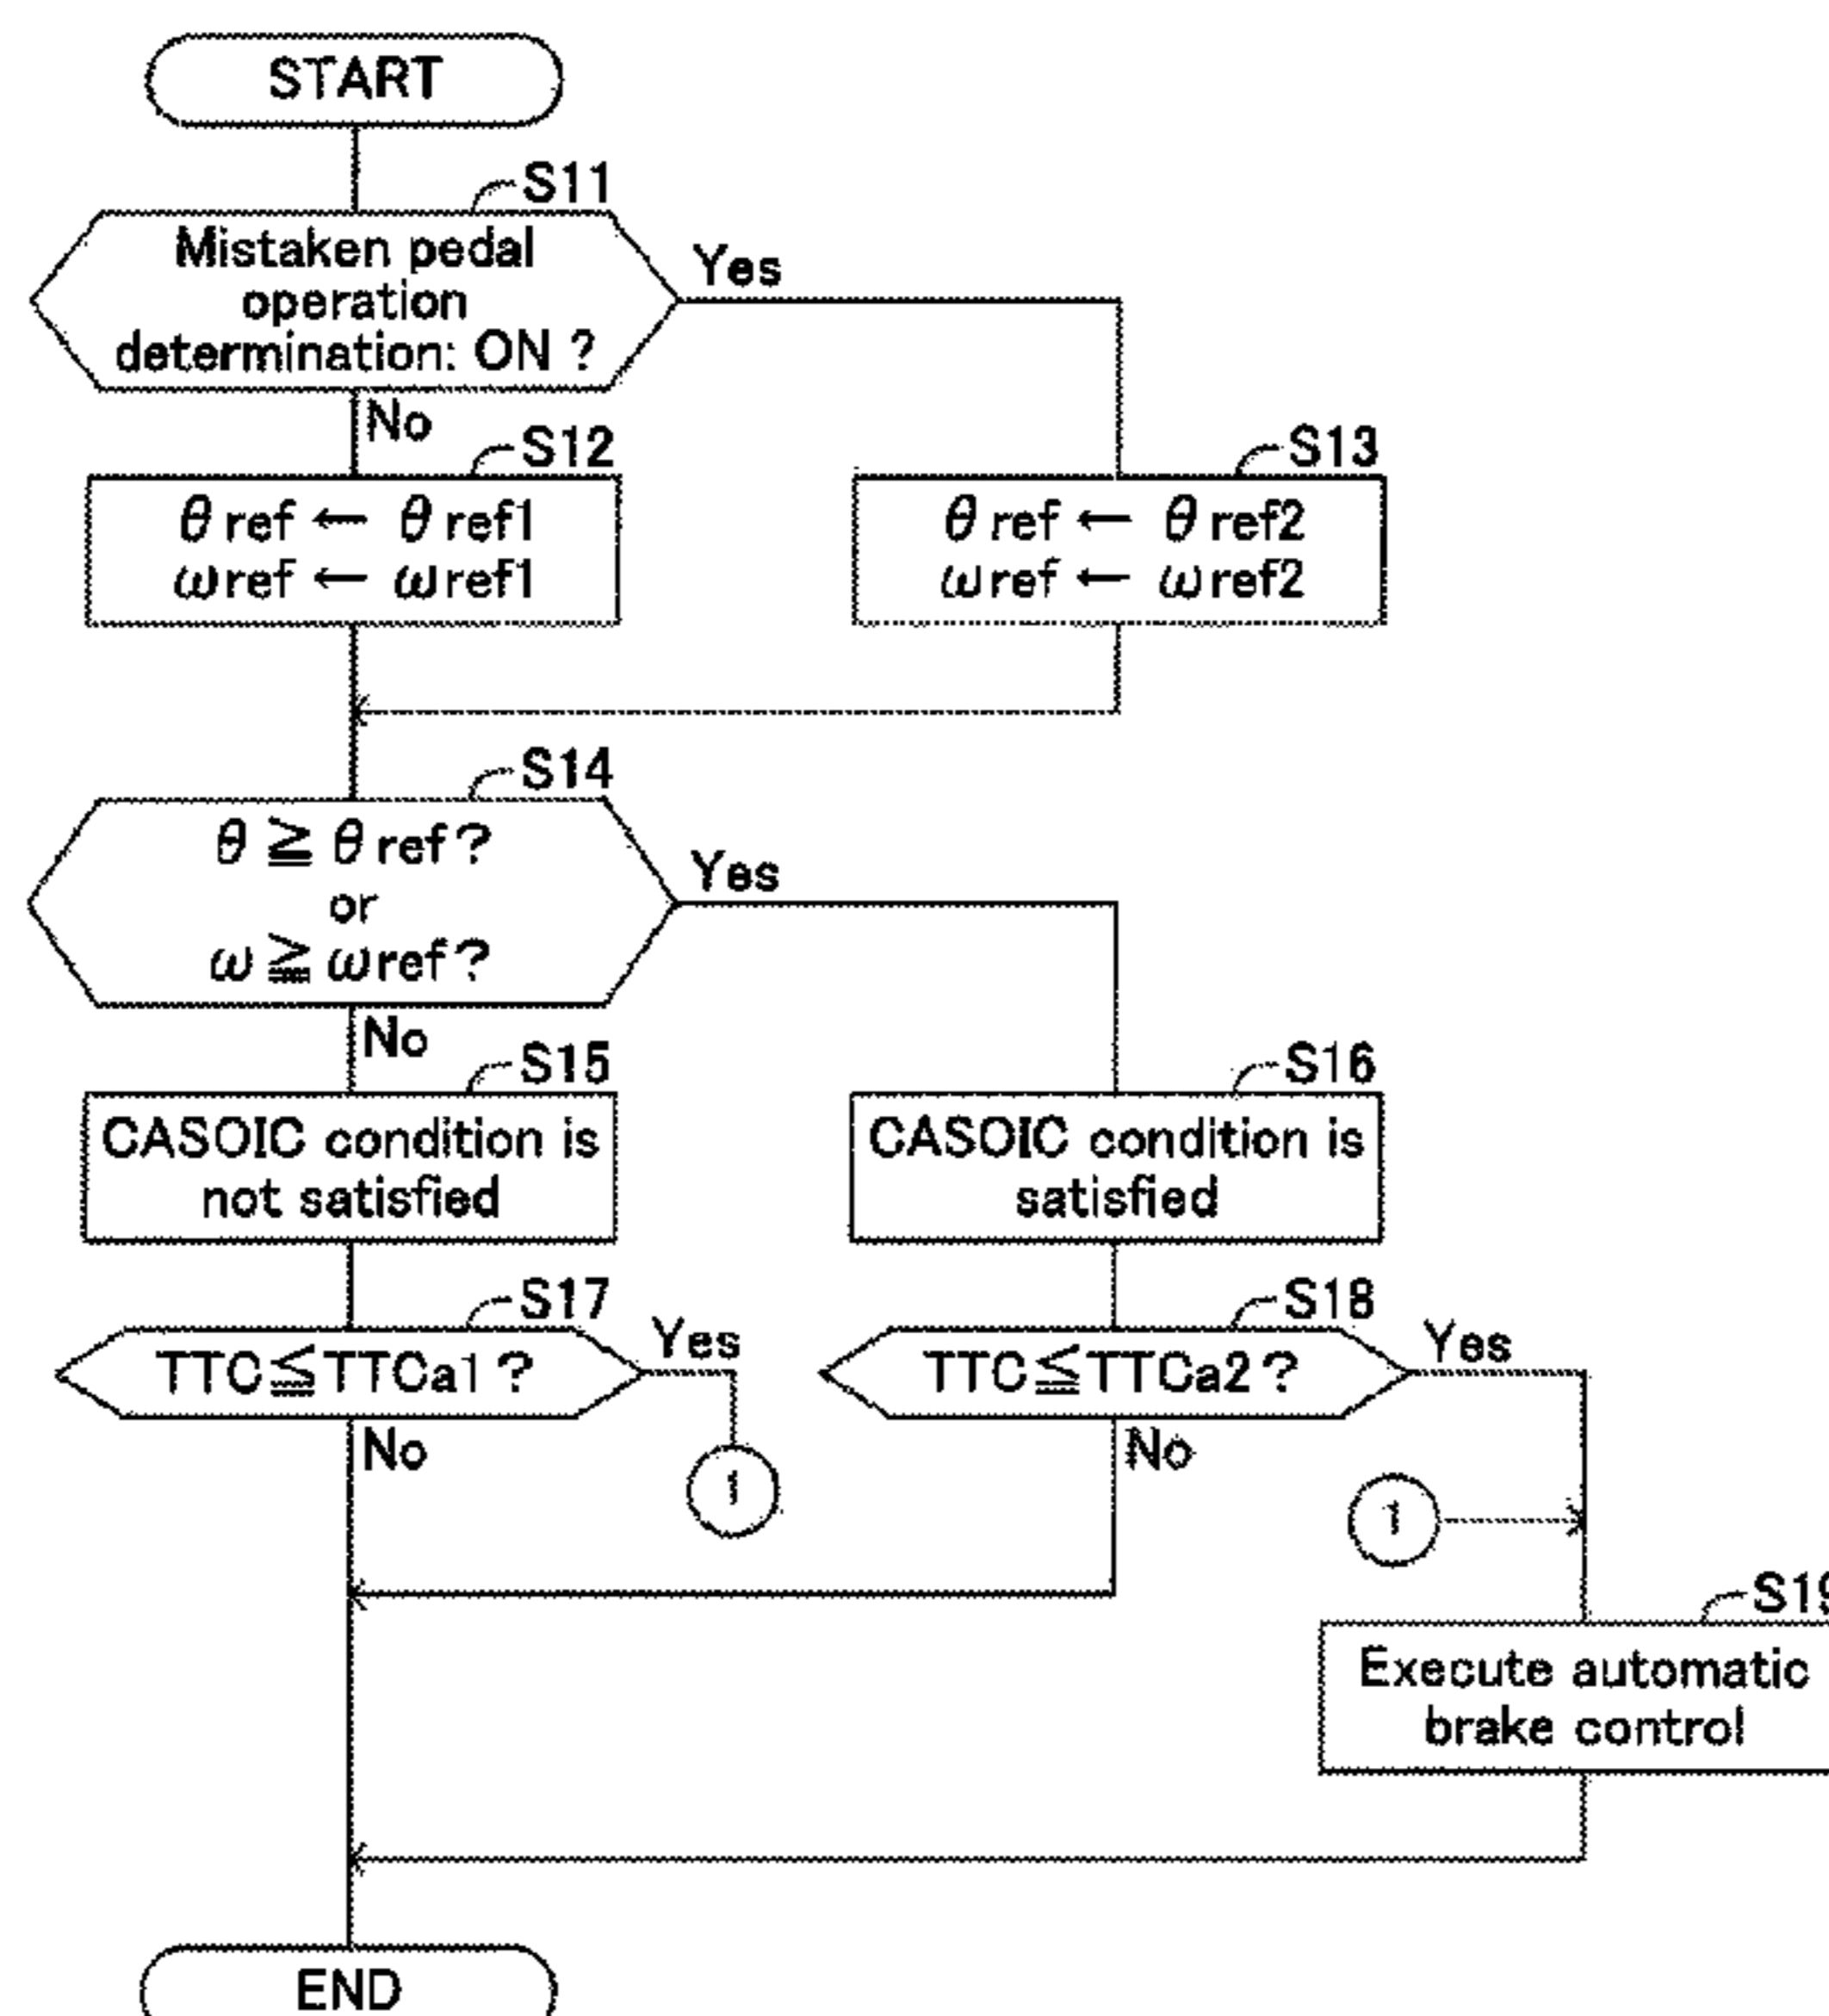 START
S11
Mistaken pedal
operation
determination: ON ?
Yes
No
S12
θref ← θref1
ωref ← ωref1
S13
θref ← θref2
ωref ← ωref2
S14
θ ≧ θref?
or
ω ≧ ωref?
Yes
No
S15
CASOIC condition is
not satisfied
S16
CASOIC condition is
satisfied
S17
TTC≦TTCa1?
Yes
No
1
S18
TTC≦TTCa2?
Yes
No
1
S19
Execute automatic
brake control
END